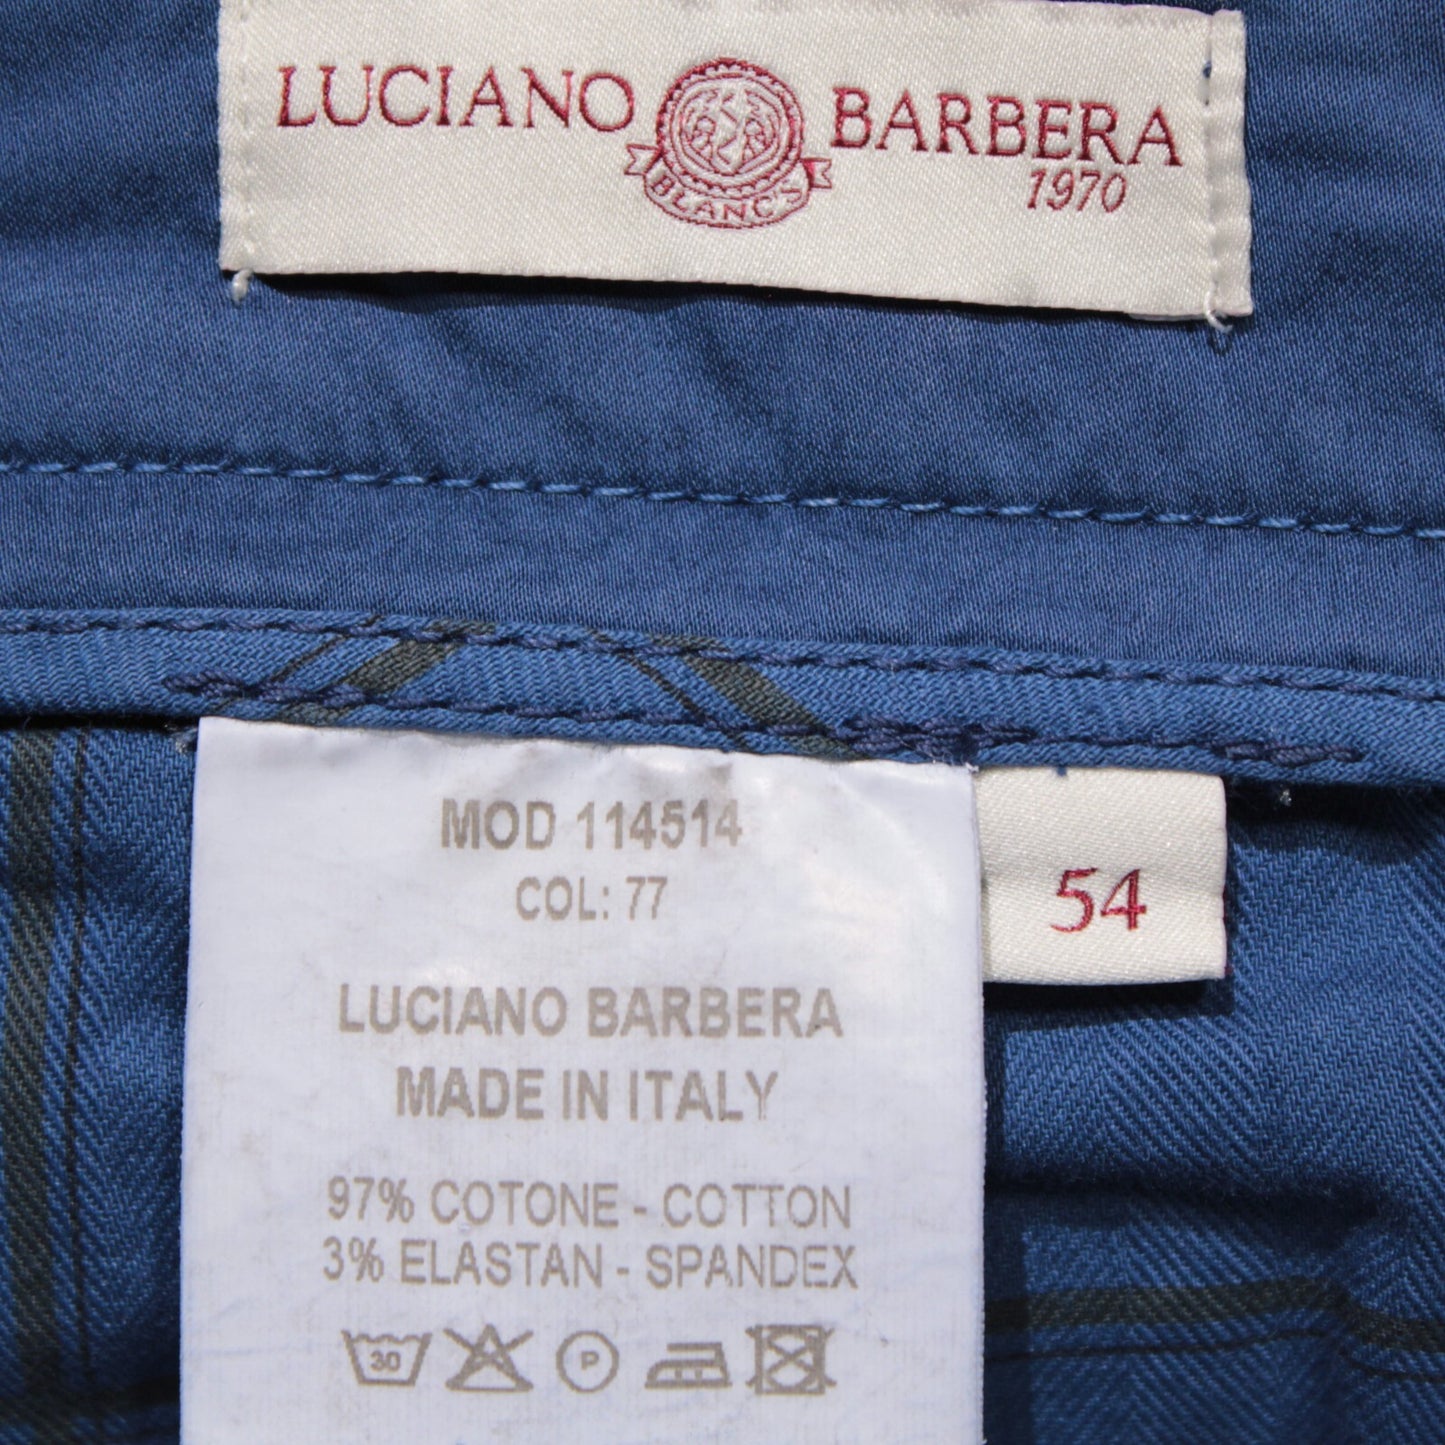 LUCIANO BARBERA
BLANC'S
1970
MOD 114514
COL: 77
54
LUCIANO BARBERA
MADE IN ITALY
97% COTONE - COTTON
3% ELASTAN - SPANDEX
30
P